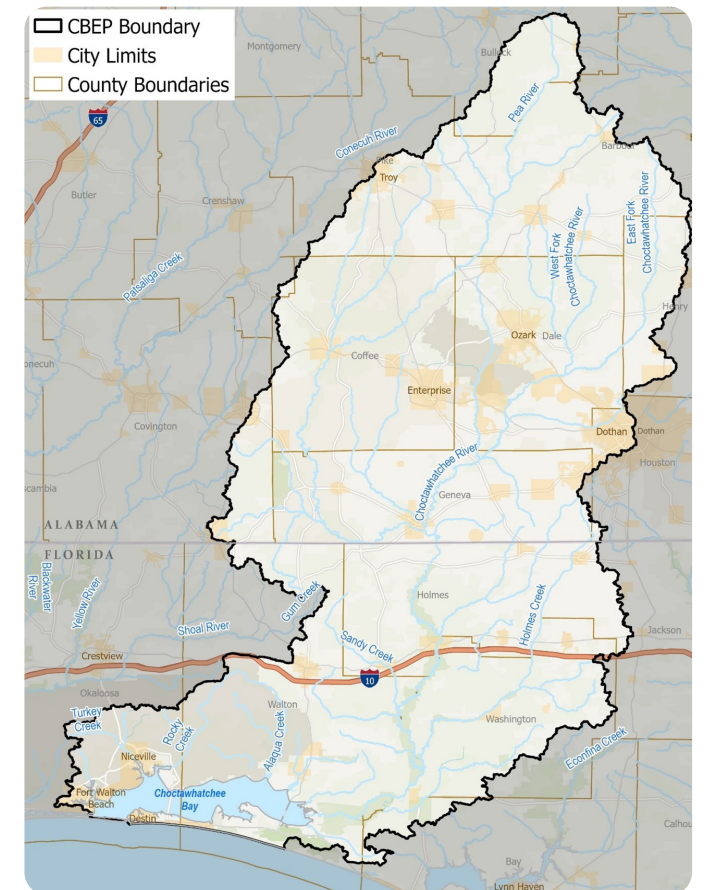 CBEP Boundary
City Limits
County Boundaries
Montgomery
Bullock
Pea River
65
Conecuh River
Barbour
Pike
Troy
Butler
Crenshaw
West Fork
Choctawhatchee River
East Fork
Choctawhatchee River
Patsaliga Creek
Henry
Ozark
Dale
Coffee
Enterprise
Covington
Dothan
Dothan
Houston
Choctawhatchee River
Geneva
ALABAMA
FLORIDA
Blackwater
River
Yellow River
Gum Creek
Holmes
Holmes Creek
Shoal River
Sandy Creek
Jackson
Crestview
10
Okaloosa
Walton
Turkey
Creek
Rocky
Creek
Alaqua Creek
Washington
Econfina Creek
Niceville
Fort Walton
Beach
Choctawhatchee
Bay
Destin
Bay
Lynn Haven